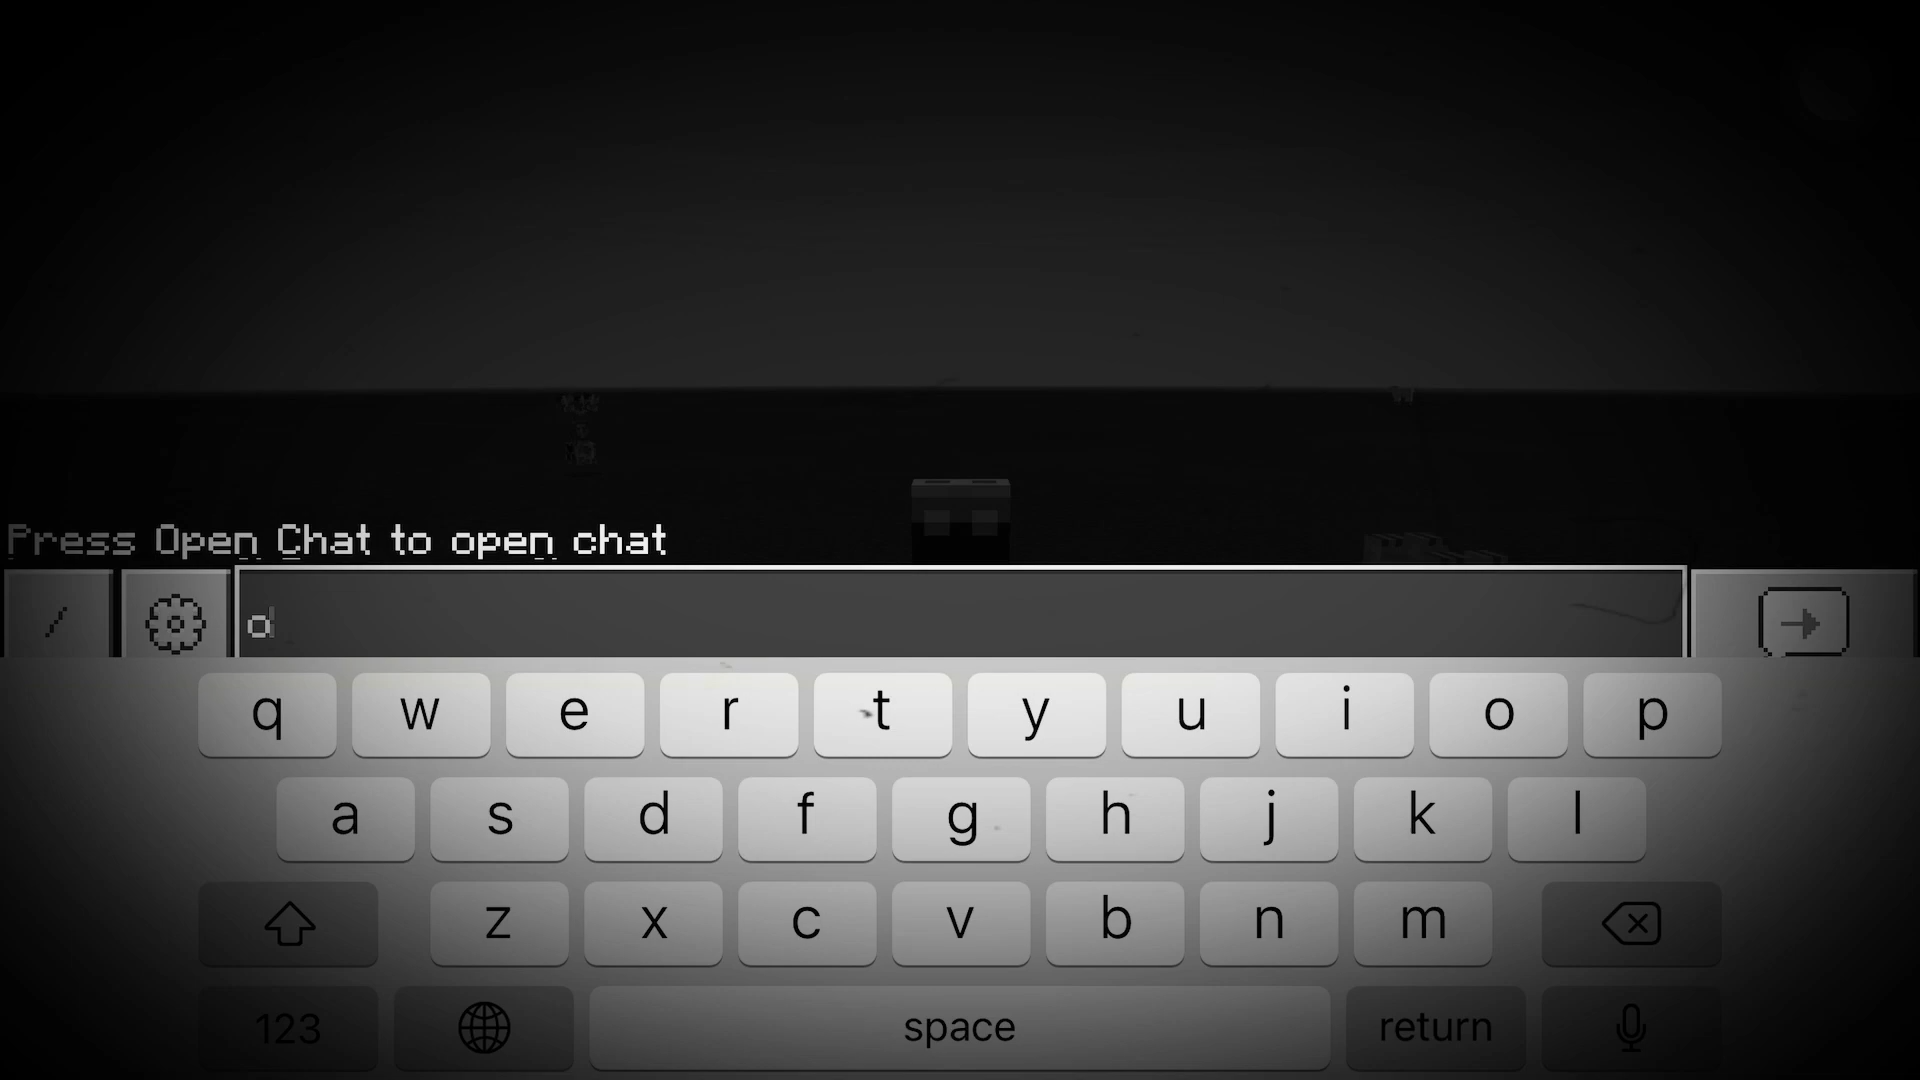 Press Open Chat to open chat
/
o
q w e r t y u i o p
a s d f g h j k l
z x c v b n m
123 space return